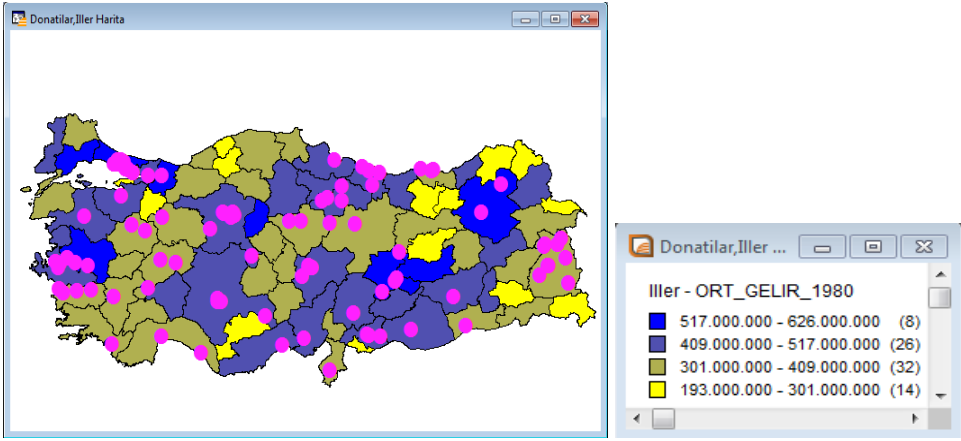 Donatilar,Iller Harita
Donatilar,Iller ...
Iller - ORT_GELIR_1980
517.000.000 - 626.000.000 (8)
409.000.000 - 517.000.000 (26)
301.000.000 - 409.000.000 (32)
193.000.000 - 301.000.000 (14)